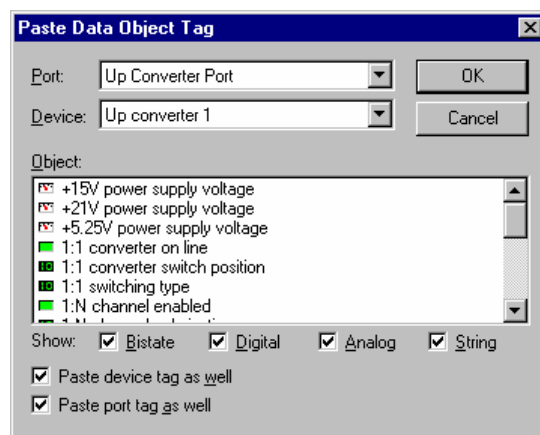 Paste Data Object Tag
Port: Up Converter Port OK
Device: Up converter 1 Cancel
Object:
+15V power supply voltage
+21V power supply voltage
+5.25V power supply voltage
1:1 converter on line
1:1 converter switch position
1:1 switching type
1:N channel enabled
Show: Bistate Digital Analog String
Paste device tag as well
Paste port tag as well